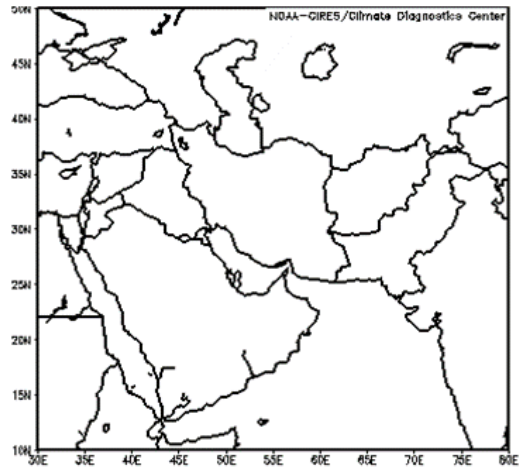 NOAA-CIRES/Climate Diagnostics Center
50N
45N
40N
35N
30N
25N
20N
15N
10N
30E 35E 40E 45E 50E 55E 60E 65E 70E 75E 80E